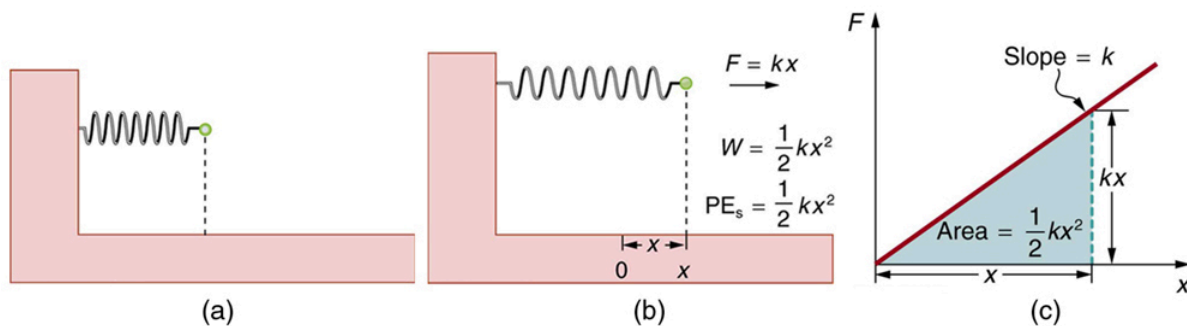 (a)
F = kx
W = 1/2 kx²
PEₛ = 1/2 kx²
x
0 x
(b)
F
Slope = k
kx
Area = 1/2 kx²
x
x
(c)